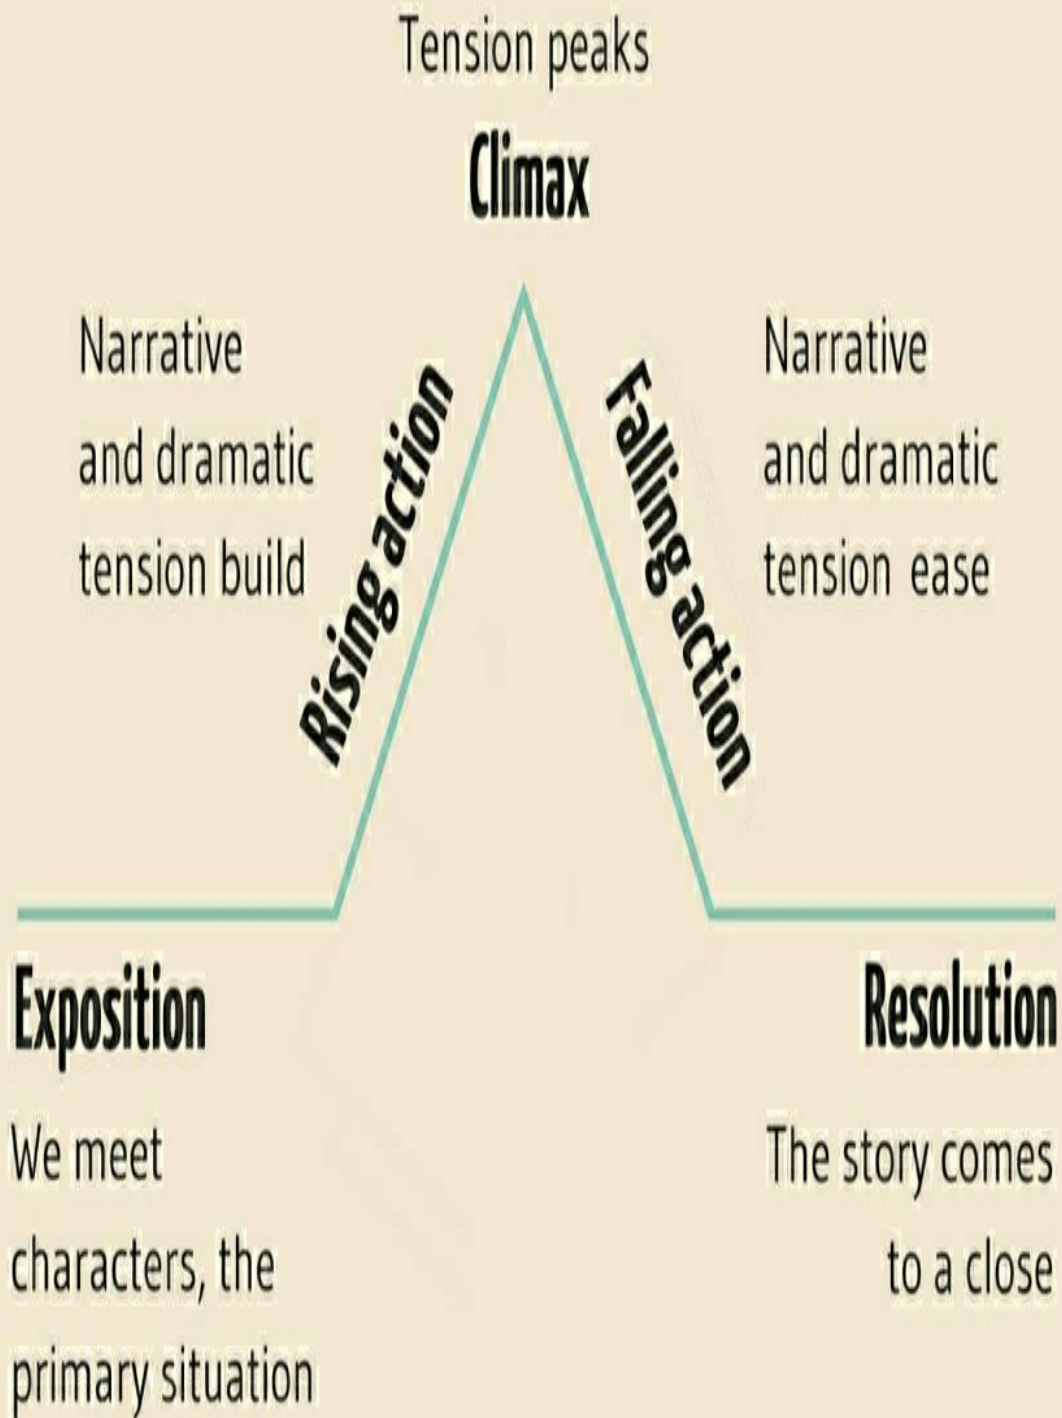 Tension peaks
Climax
Narrative
and dramatic
tension build
Rising action
Falling action
Narrative
and dramatic
tension ease
Exposition
We meet
characters, the
primary situation
Resolution
The story comes
to a close